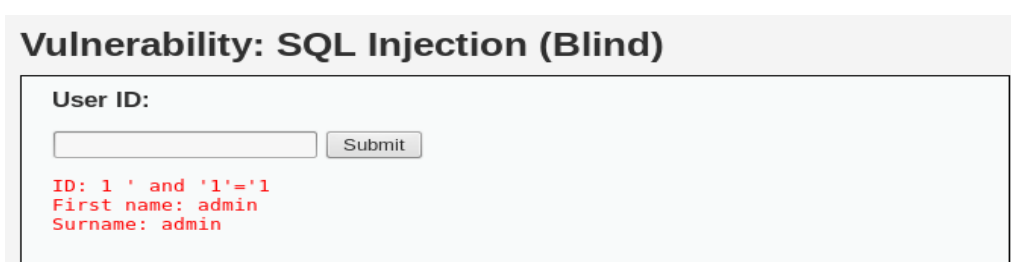 Vulnerability: SQL Injection (Blind)
User ID:
Submit
ID: 1 ' and '1'='1
First name: admin
Surname: admin